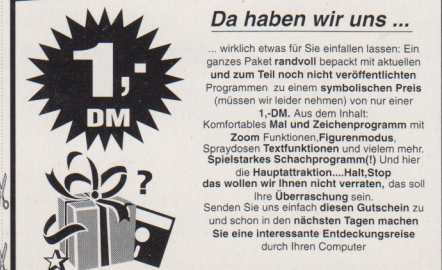 1,-
DM
?
Da haben wir uns ...
... wirklich etwas für Sie einfallen lassen: Ein
ganzes Paket randvoll bepackt mit aktuellen
und zum Teil noch nicht veröffentlichten
Programmen zu einem symbolischen Preis
(müssen wir leider nehmen) von nur einer
1,-DM. Aus dem Inhalt:
Komfortables Mal und Zeichenprogramm mit
Zoom Funktionen,Figurenmodus,
Spraydosen Textfunktionen und vielem mehr.
Spielstarkes Schachprogramm(!) Und hier
die Hauptattraktion....Halt,Stop
das wollen wir Ihnen nicht verraten, das soll
Ihre Überraschung sein.
Senden Sie uns einfach diesen Gutschein zu
und schon in den nächsten Tagen machen
Sie eine interessante Entdeckungsreise
durch Ihren Computer